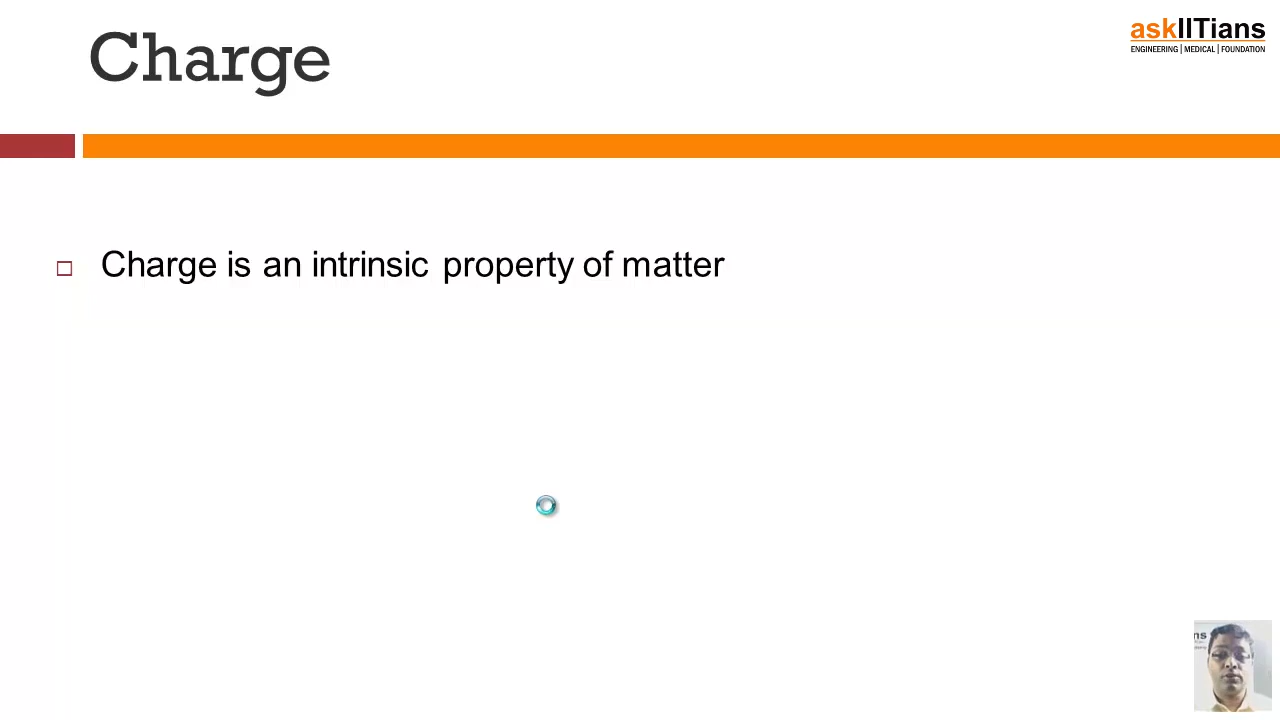 Charge
askIITians
ENGINEERING | MEDICAL | FOUNDATION
Charge is an intrinsic property of matter